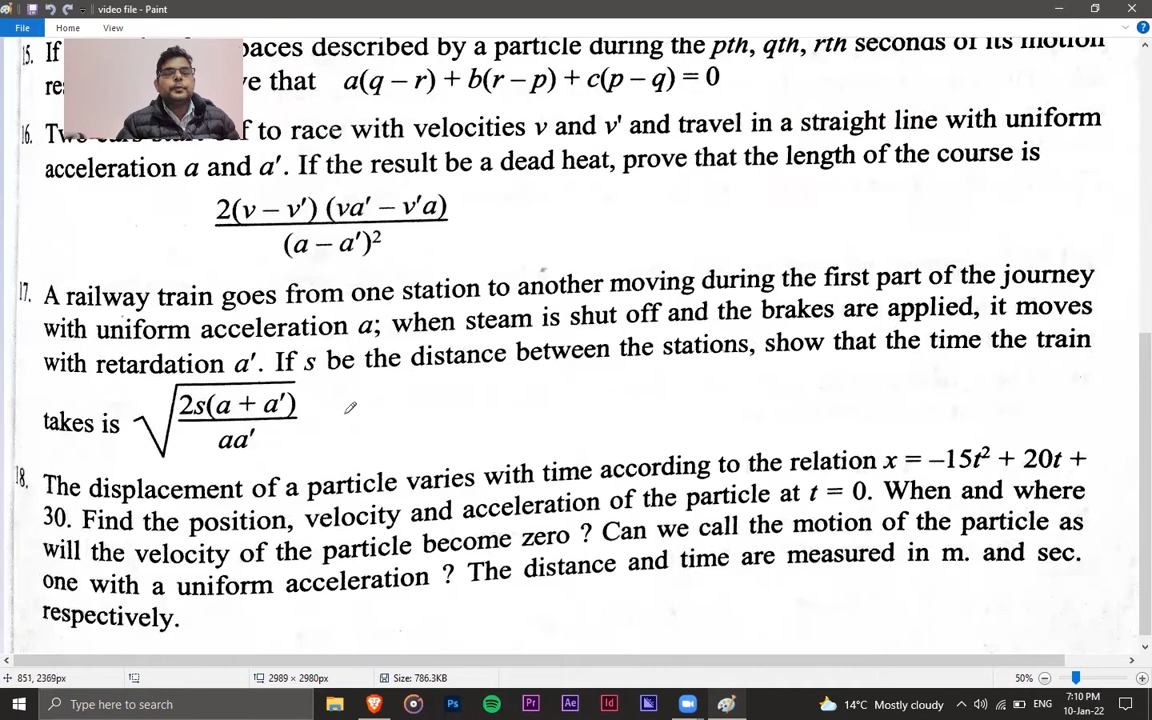 video file - Paint
File Home View
15. If paces described by a particle during the pth, qth, rth seconds of its motion
re ve that a(q − r) + b(r − p) + c(p − q) = 0
16. f to race with velocities v and v' and travel in a straight line with uniform
acceleration a and a'. If the result be a dead heat, prove that the length of the course is
2(v − v') (va' − v'a)
(a − a')²
17. A railway train goes from one station to another moving during the first part of the journey
with uniform acceleration a; when steam is shut off and the brakes are applied, it moves
with retardation a'. If s be the distance between the stations, show that the time the train
takes is √ 2s(a + a')
aa'
18. The displacement of a particle varies with time according to the relation x = −15t² + 20t +
30. Find the position, velocity and acceleration of the particle at t = 0. When and where
will the velocity of the particle become zero ? Can we call the motion of the particle as
one with a uniform acceleration ? The distance and time are measured in m. and sec.
respectively.
851, 2369px 2989 × 2980px Size: 786.3KB 50%
Type here to search Ps Pr Ae Id 14°C Mostly cloudy ENG 7:10 PM
10-Jan-22